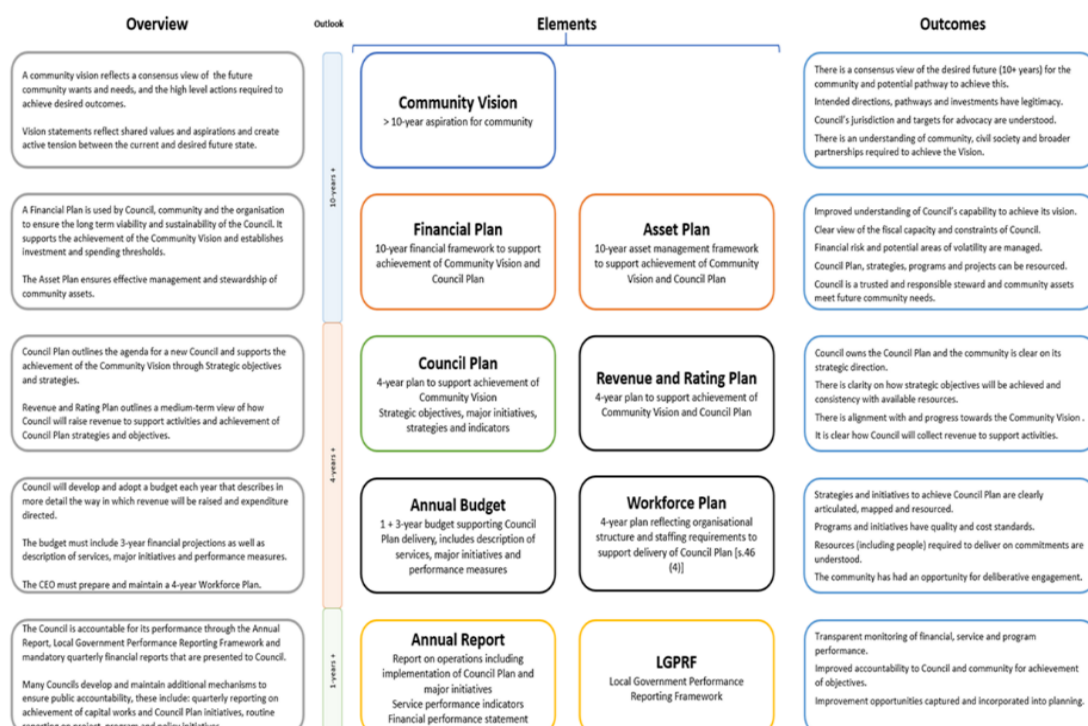 Overview
Outlook
Elements
Outcomes
A community vision reflects a consensus view of the future
community wants and needs, and the high level actions required to
achieve desired outcomes.
Vision statements reflect shared values and aspirations and create
active tension between the current and desired future state.
10-years +
Community Vision
> 10-year aspiration for community
There is a consensus view of the desired future (10+ years) for the
community and potential pathway to achieve this.
Intended directions, pathways and investments have legitimacy.
Council's jurisdiction and targets for advocacy are understood.
There is an understanding of community, civil society and broader
partnerships required to achieve the Vision.
A Financial Plan is used by Council, community and the organisation
to ensure the long term viability and sustainability of the Council. It
supports the achievement of the Community Vision and establishes
investment and spending thresholds.
The Asset Plan ensures effective management and stewardship of
community assets.
Financial Plan
10-year financial framework to support
achievement of Community Vision and
Council Plan
Asset Plan
10-year asset management framework
to support achievement of Community
Vision and Council Plan
Improved understanding of Council's capability to achieve its vision.
Clear view of the fiscal capacity and constraints of Council.
Financial risk and potential areas of volatility are managed.
Council Plan, strategies, programs and projects can be resourced.
Council is a trusted and responsible steward and community assets
meet future community needs.
Council Plan outlines the agenda for a new Council and supports the
achievement of the Community Vision through Strategic objectives
and strategies.
Revenue and Rating Plan outlines a medium-term view of how
Council will raise revenue to support activities and achievement of
Council Plan strategies and objectives.
4-years +
Council Plan
4-year plan to support achievement of
Community Vision
Strategic objectives, major initiatives,
strategies and indicators
Revenue and Rating Plan
4-year plan to support achievement of
Community Vision and Council Plan
Council owns the Council Plan and the community is clear on its
strategic direction.
There is clarity on how strategic objectives will be achieved and
consistency with available resources.
There is alignment with and progress towards the Community Vision .
It is clear how Council will collect revenue to support activities.
Council will develop and adopt a budget each year that describes in
more detail the way in which revenue will be raised and expenditure
directed.
The budget must include 3-year financial projections as well as
description of services, major initiatives and performance measures.
The CEO must prepare and maintain a 4-year Workforce Plan.
Annual Budget
1 + 3-year budget supporting Council
Plan delivery, includes description of
services, major initiatives and
performance measures
Workforce Plan
4-year plan reflecting organisational
structure and staffing requirements to
support delivery of Council Plan [s.46
(4)]
Strategies and initiatives to achieve Council Plan are clearly
articulated, mapped and resourced.
Programs and initiatives have quality and cost standards.
Resources (including people) required to deliver on commitments are
understood.
The community has had an opportunity for deliberative engagement.
The Council is accountable for its performance through the Annual
Report, Local Government Performance Reporting Framework and
mandatory quarterly financial reports that are presented to Council.
Many Councils develop and maintain additional mechanisms to
ensure public accountability, these include: quarterly reporting on
achievement of capital works and Council Plan initiatives, routine
reporting on project, program and policy initiatives
1-years +
Annual Report
Report on operations including
implementation of Council Plan and
major initiatives
Service performance indicators
Financial performance statement
LGPRF
Local Government Performance
Reporting Framework
Transparent monitoring of financial, service and program
performance.
Improved accountability to Council and community for achievement
of objectives.
Improvement opportunities captured and incorporated into planning